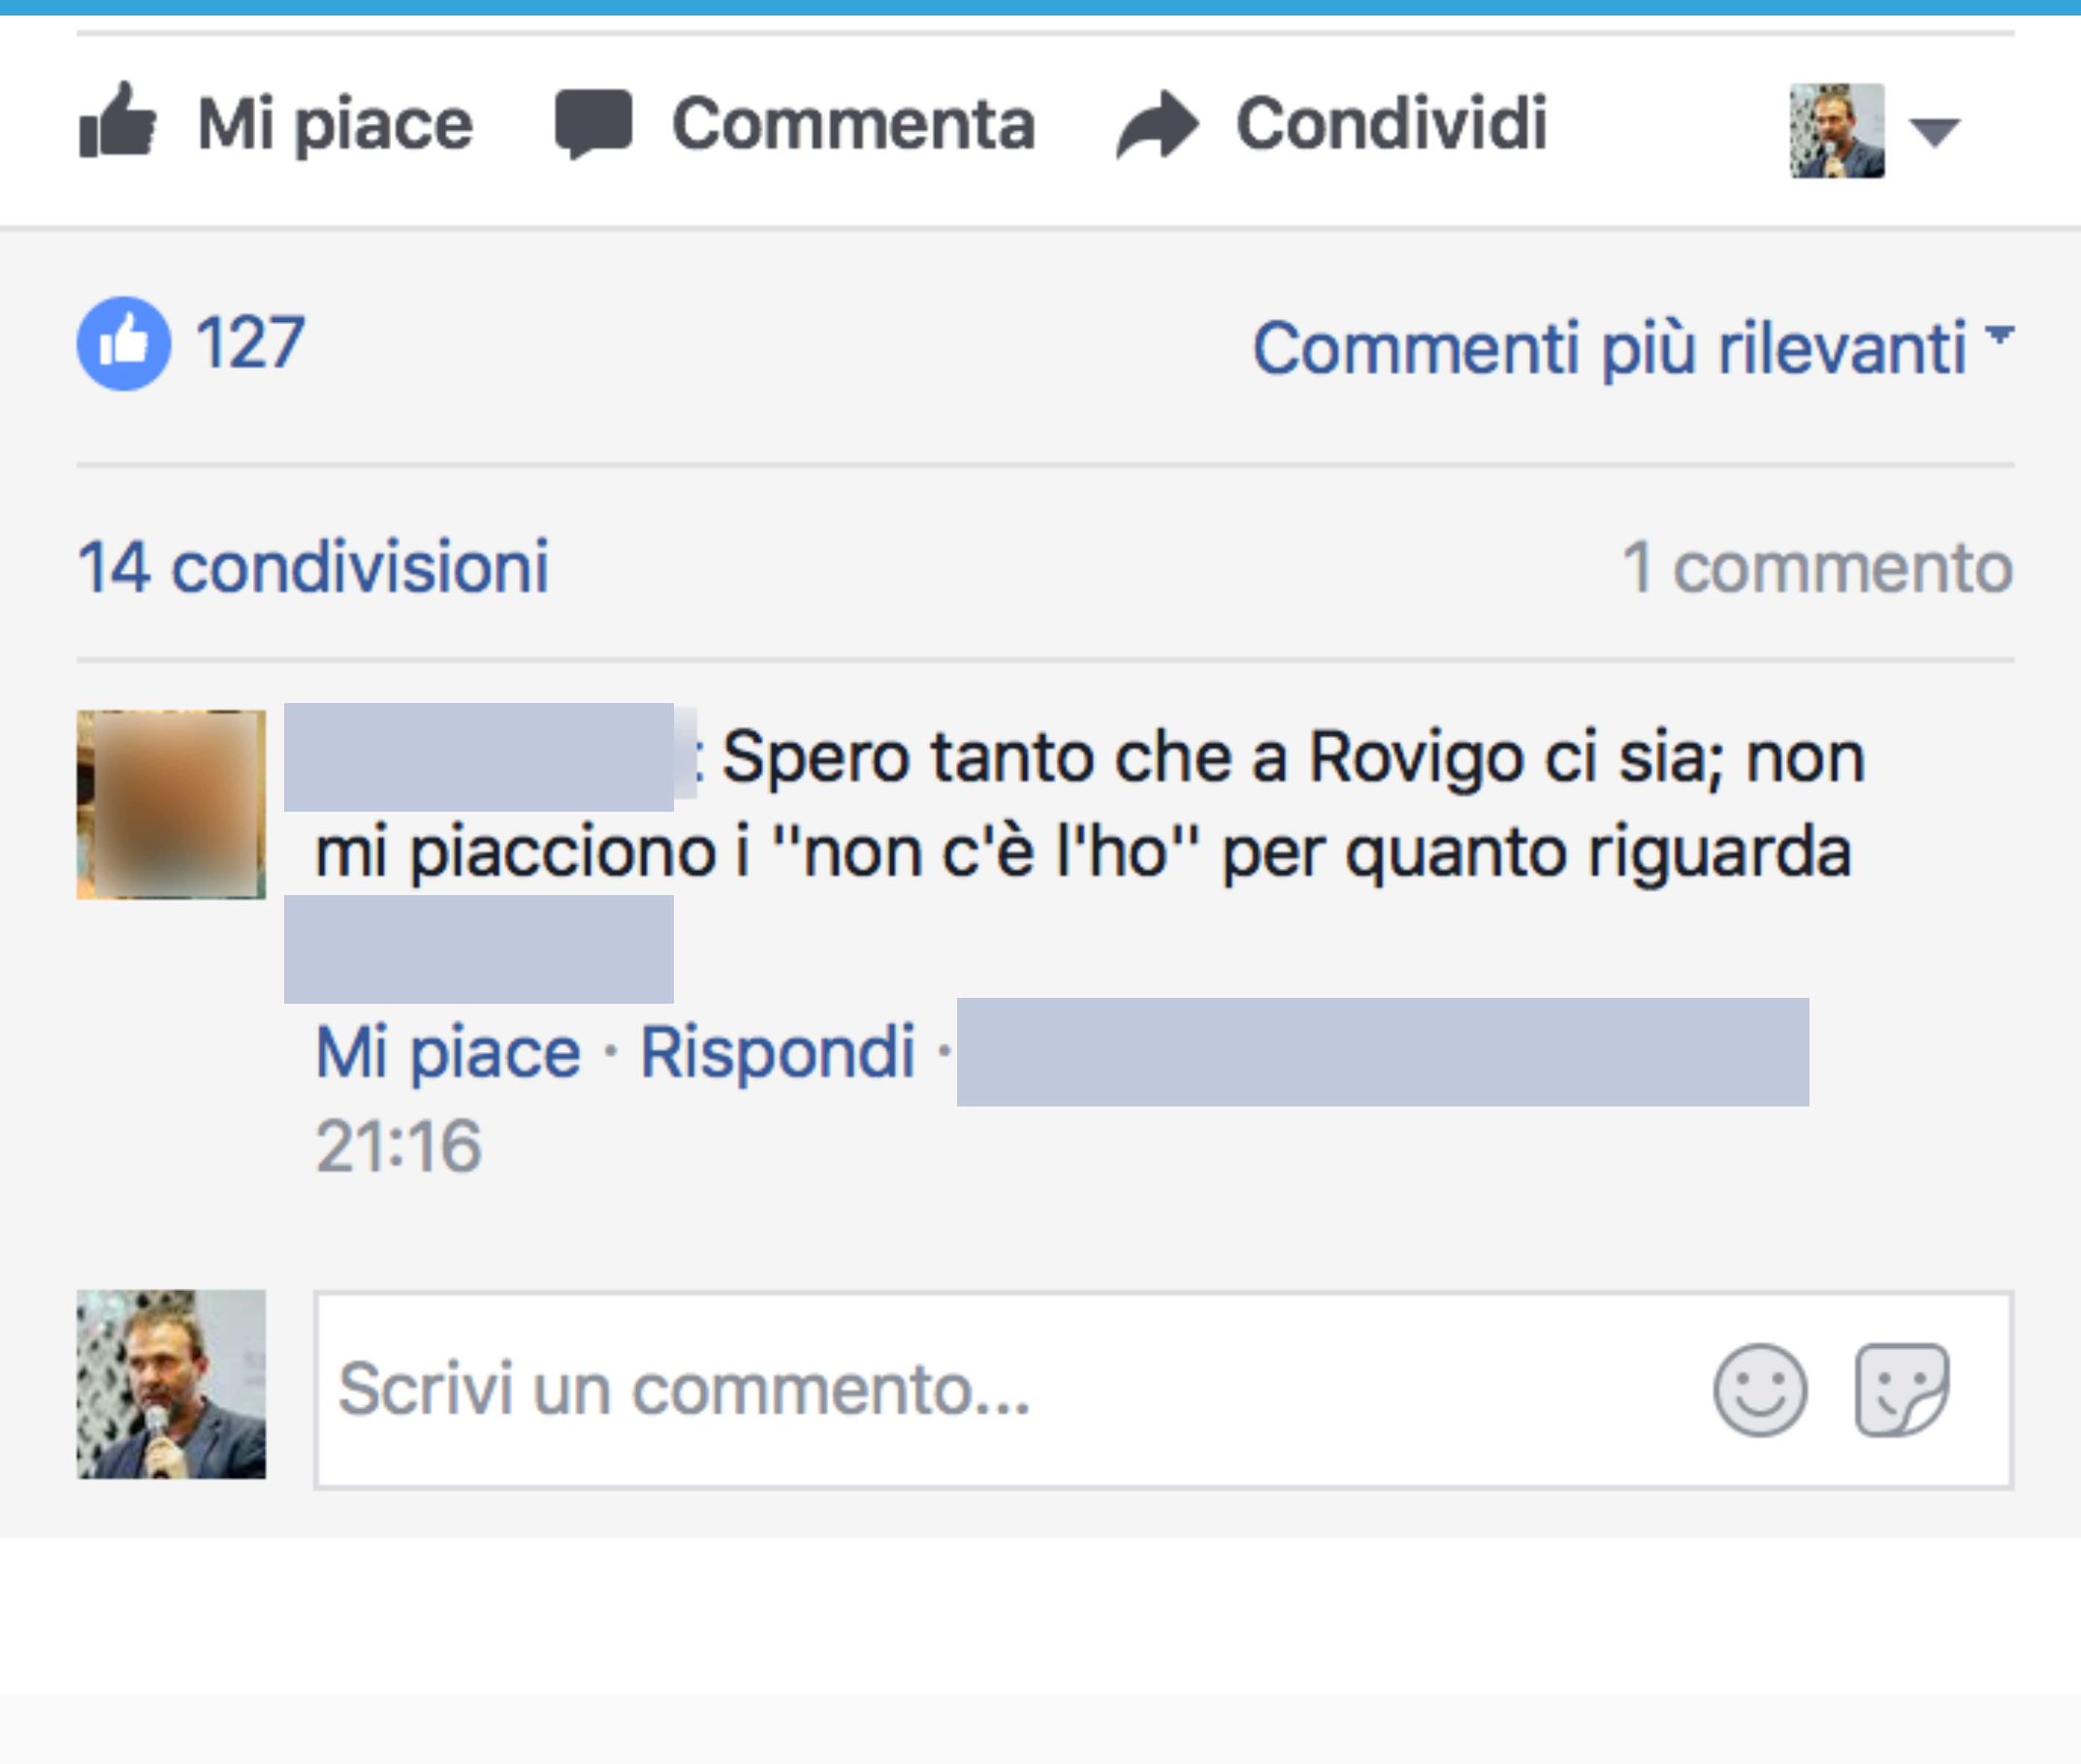 Mi piace Commenta Condividi
127 Commenti più rilevanti
14 condivisioni 1 commento
: Spero tanto che a Rovigo ci sia; non
mi piacciono i "non c'è l'ho" per quanto riguarda
Mi piace · Rispondi ·
21:16
Scrivi un commento...